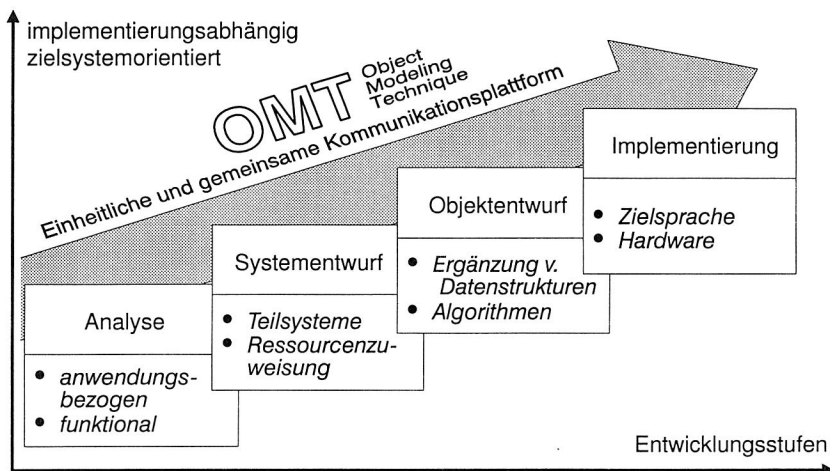 implementierungsabhängig
zielsystemorientiert
OMT
Object
Modeling
Technique
Einheitliche und gemeinsame Kommunikationsplattform
Analyse
• anwendungs-
bezogen
• funktional
Systementwurf
• Teilsysteme
• Ressourcenzu-
weisung
Objektentwurf
• Ergänzung v.
Datenstrukturen
• Algorithmen
Implementierung
• Zielsprache
• Hardware
Entwicklungsstufen